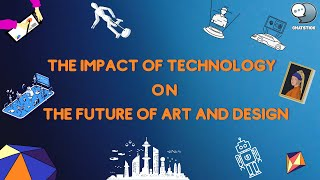 THE IMPACT OF TECHNOLOGY
ON
THE FUTURE OF ART AND DESIGN